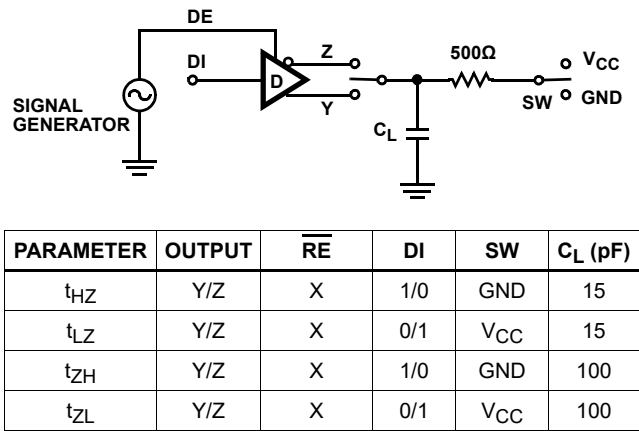 DE
DI
D
Z
Y
500Ω
VCC
SW
GND
SIGNAL
GENERATOR
CL
PARAMETER OUTPUT RE DI SW CL (pF)
tHZ Y/Z X 1/0 GND 15
tLZ Y/Z X 0/1 VCC 15
tZH Y/Z X 1/0 GND 100
tZL Y/Z X 0/1 VCC 100